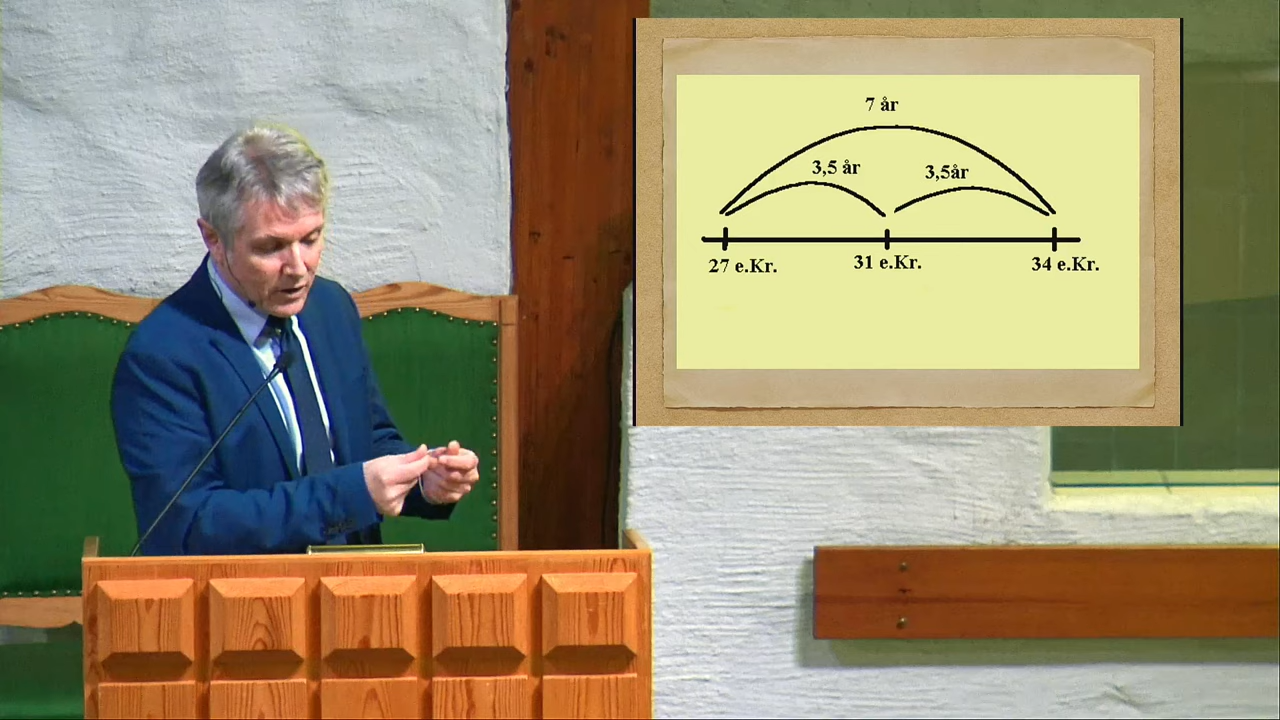 7 år
3,5 år
3,5år
27 e.Kr.
31 e.Kr.
34 e.Kr.